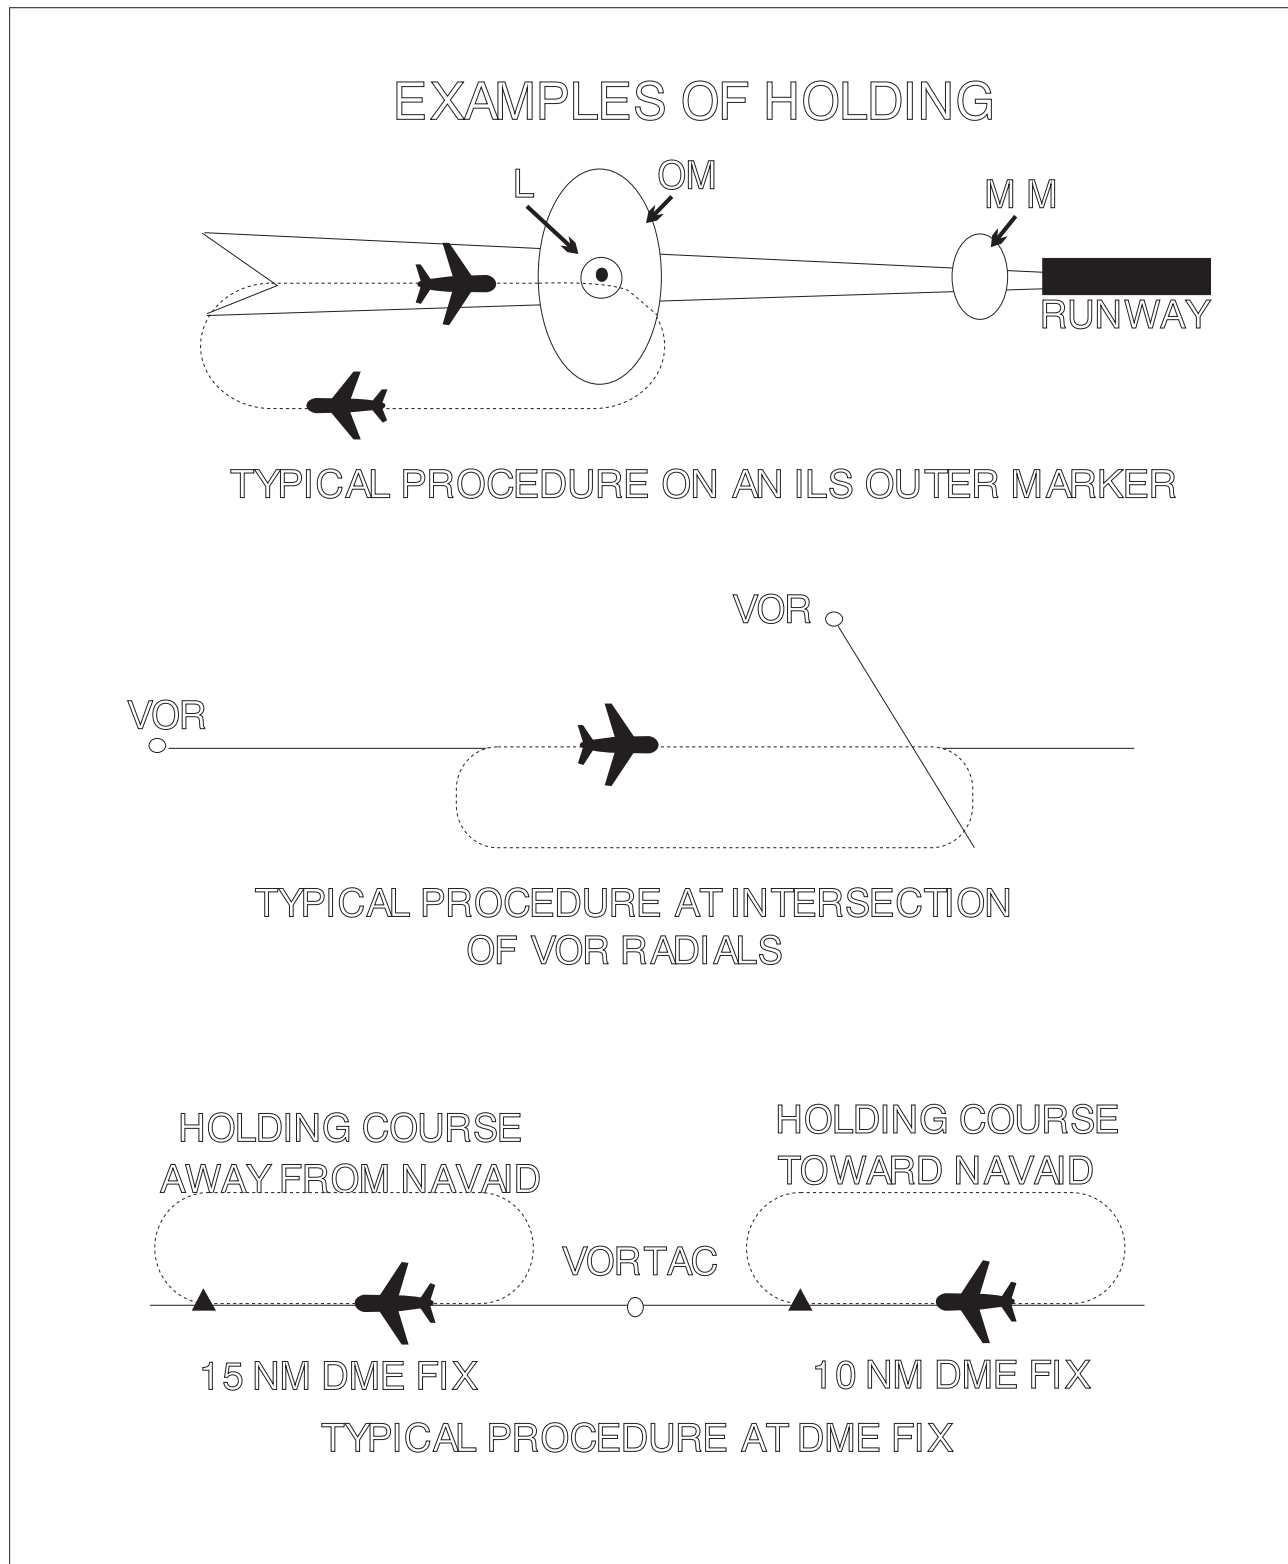 EXAMPLES OF HOLDING
L
OM
M M
RUNWAY
TYPICAL PROCEDURE ON AN ILS OUTER MARKER
VOR
VOR
TYPICAL PROCEDURE AT INTERSECTION
OF VOR RADIALS
HOLDING COURSE
AWAY FROM NAVAID
HOLDING COURSE
TOWARD NAVAID
VORTAC
15 NM DME FIX
10 NM DME FIX
TYPICAL PROCEDURE AT DME FIX